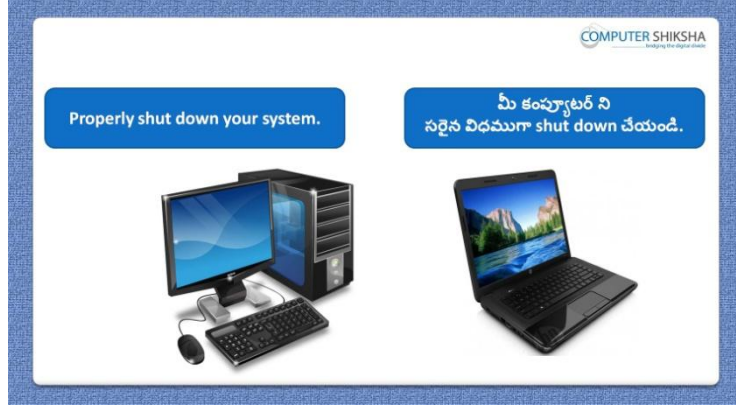 COMPUTER SHIKSHA
bridging the digital divide
Properly shut down your system.
మీ కంప్యూటర్ ని
సరైన విధముగా shut down చేయండి.